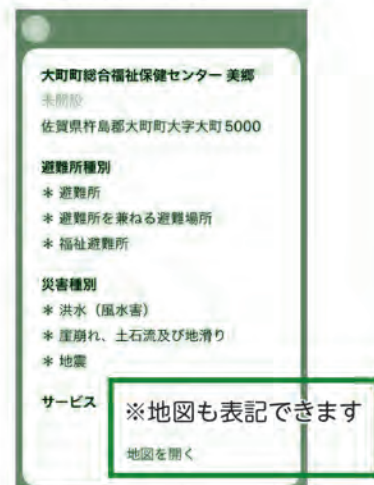 大町町総合福祉保健センター 美郷
未開設
佐賀県杵島郡大町町大字大町5000
避難所種別
＊ 避難所
＊ 避難所を兼ねる避難場所
＊ 福祉避難所
災害種別
＊ 洪水（風水害）
＊ 崖崩れ、土石流及び地滑り
＊ 地震
サービス
※地図も表記できます
地図を開く